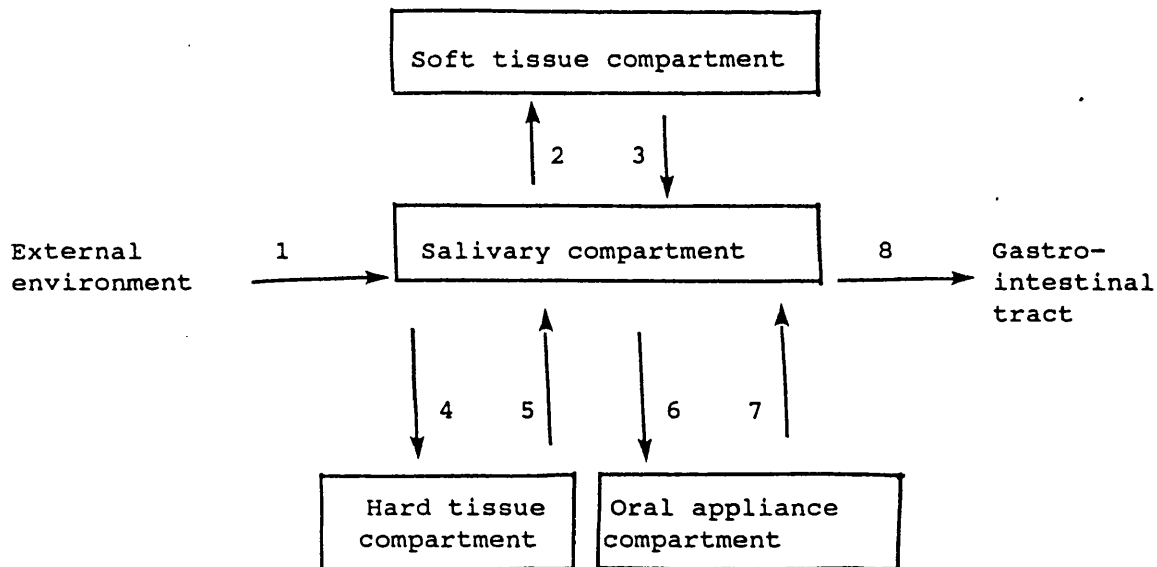 Soft tissue compartment
2 3
External environment
1
Salivary compartment
8
Gastro-
intestinal
tract
4 5 6 7
Hard tissue
compartment
Oral appliance
compartment